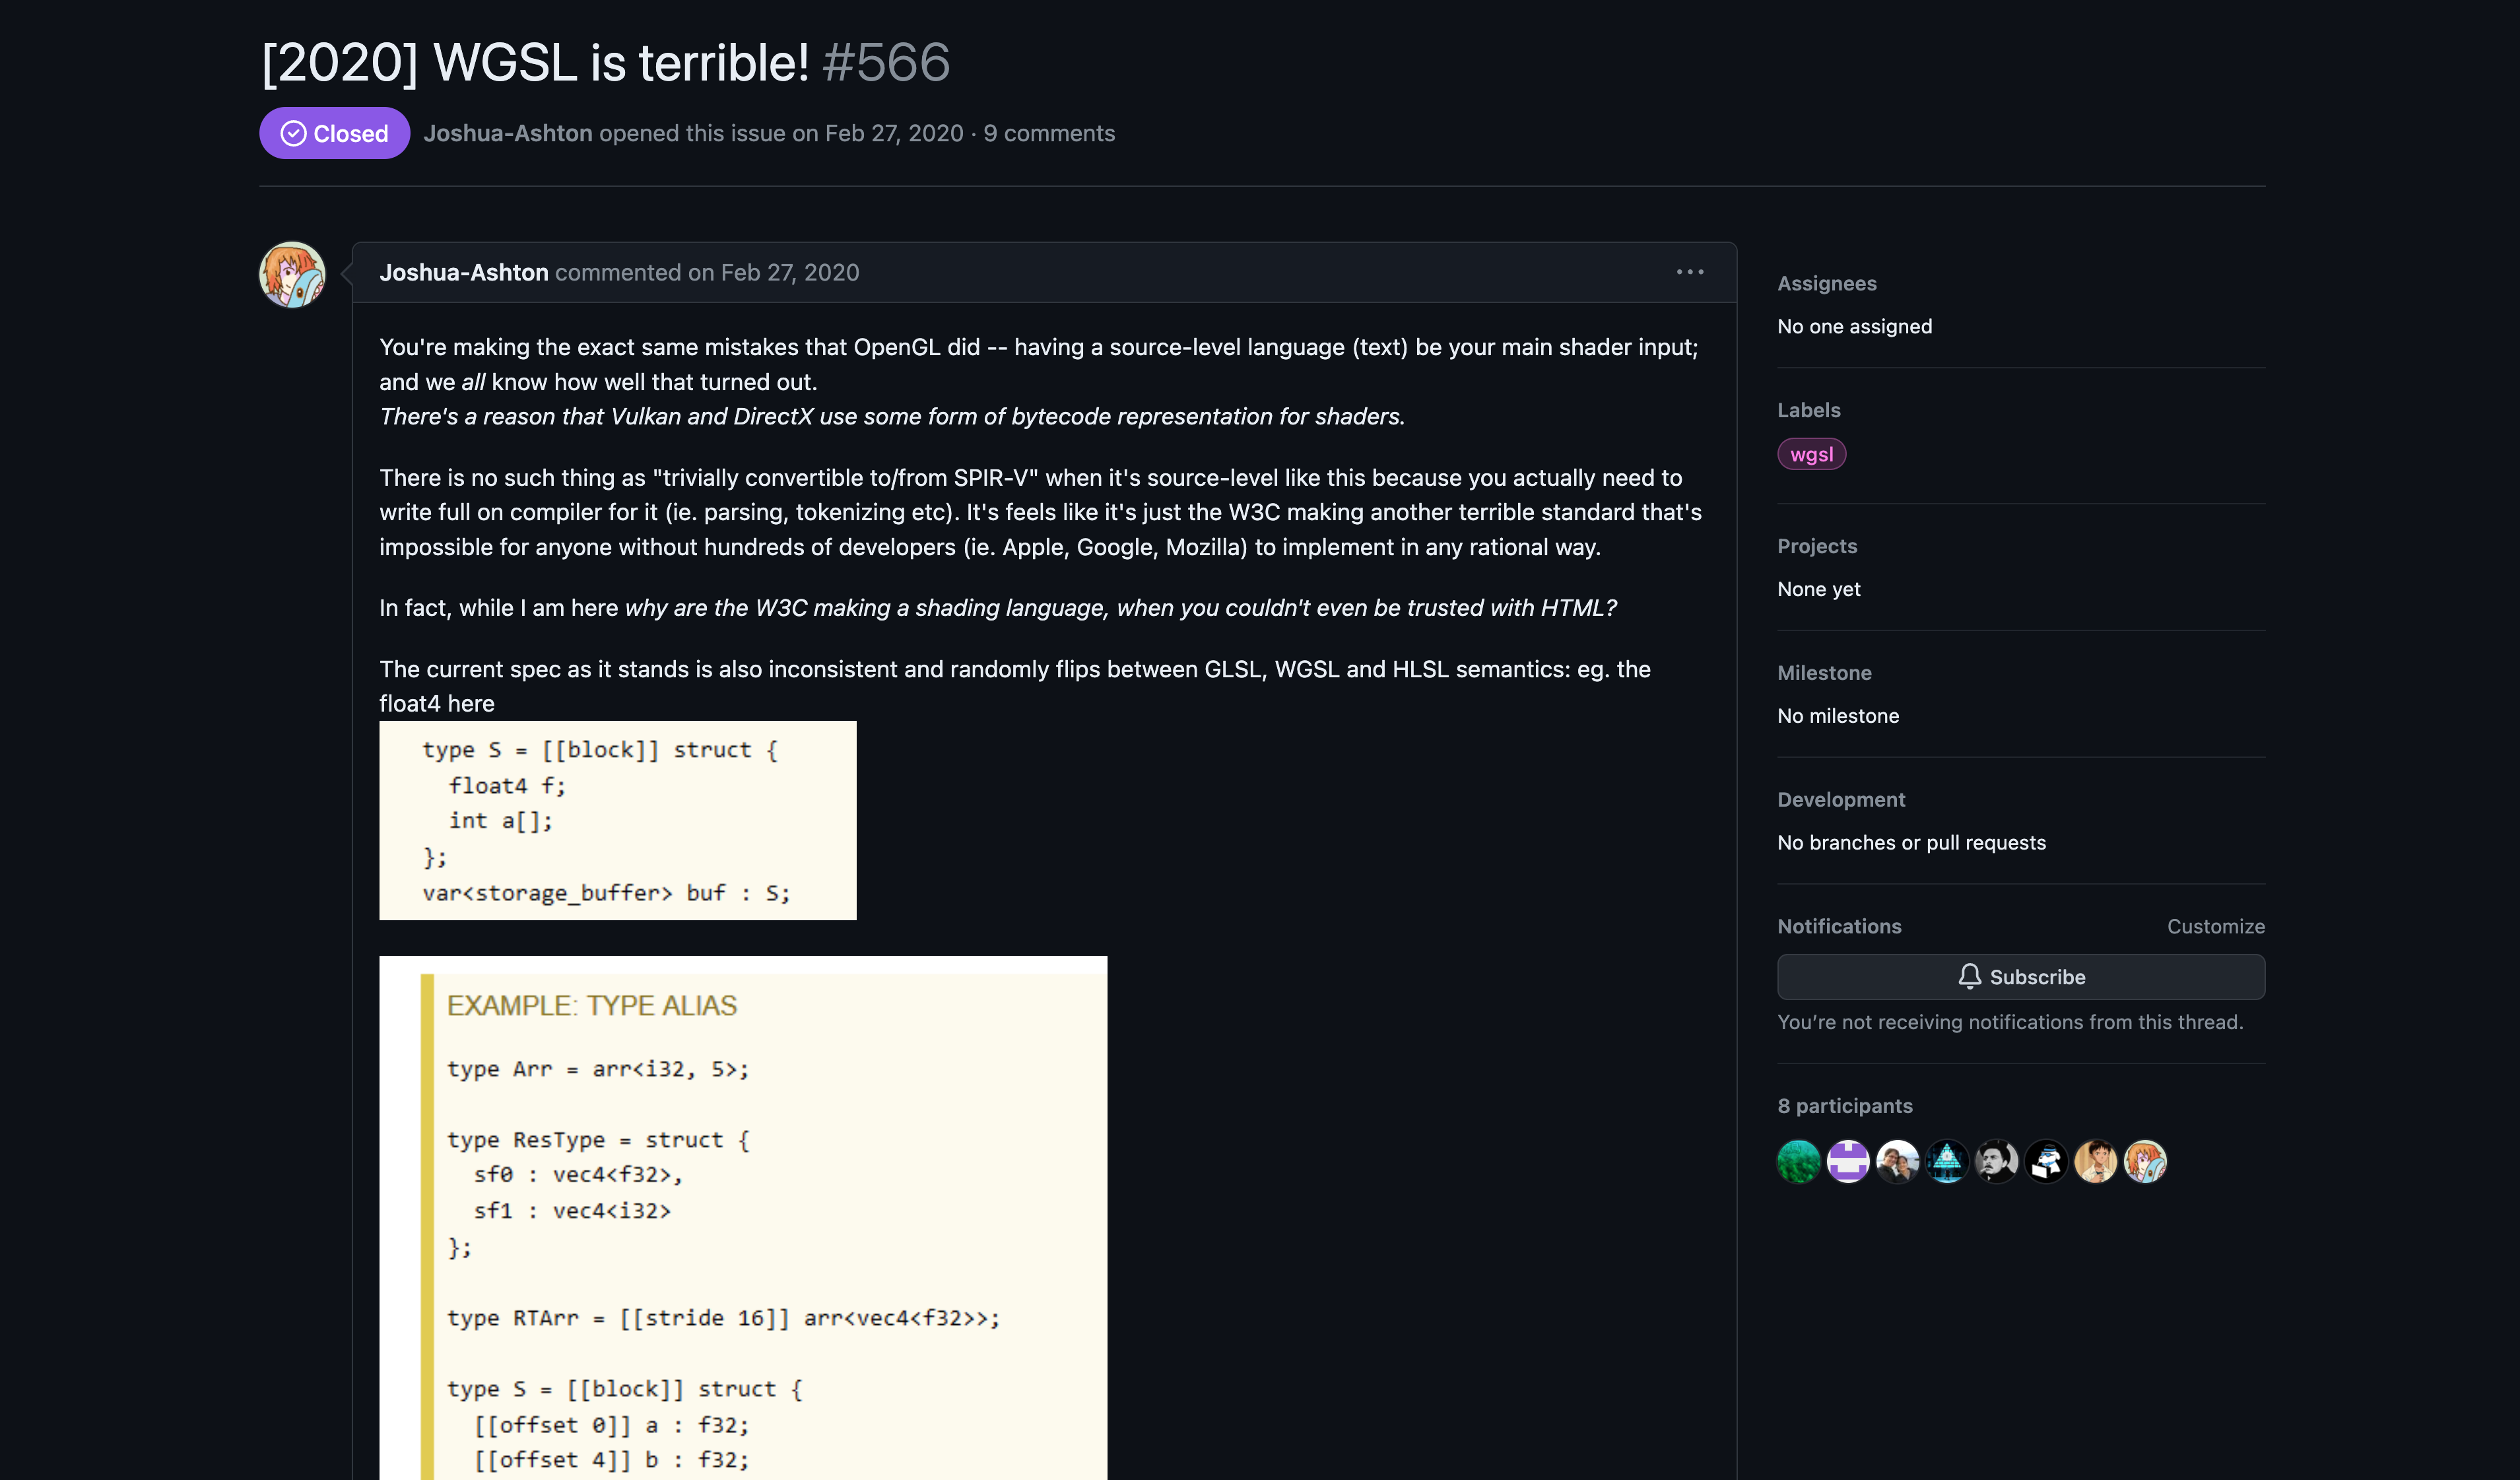 [2020] WGSL is terrible! #566
Closed
Joshua-Ashton opened this issue on Feb 27, 2020 · 9 comments
Joshua-Ashton commented on Feb 27, 2020
You're making the exact same mistakes that OpenGL did -- having a source-level language (text) be your main shader input;
and we all know how well that turned out.
There's a reason that Vulkan and DirectX use some form of bytecode representation for shaders.
There is no such thing as "trivially convertible to/from SPIR-V" when it's source-level like this because you actually need to
write full on compiler for it (ie. parsing, tokenizing etc). It's feels like it's just the W3C making another terrible standard that's
impossible for anyone without hundreds of developers (ie. Apple, Google, Mozilla) to implement in any rational way.
In fact, while I am here why are the W3C making a shading language, when you couldn't even be trusted with HTML?
The current spec as it stands is also inconsistent and randomly flips between GLSL, WGSL and HLSL semantics: eg. the
float4 here
type S = [[block]] struct {
float4 f;
int a[];
};
var<storage_buffer> buf : S;
EXAMPLE: TYPE ALIAS
type Arr = arr<i32, 5>;
type ResType = struct {
sf0 : vec4<f32>,
sf1 : vec4<i32>
};
type RTArr = [[stride 16]] arr<vec4<f32>>;
type S = [[block]] struct {
[[offset 0]] a : f32;
[[offset 4]] b : f32;
Assignees
No one assigned
Labels
wgsl
Projects
None yet
Milestone
No milestone
Development
No branches or pull requests
Notifications
Customize
Subscribe
You’re not receiving notifications from this thread.
8 participants